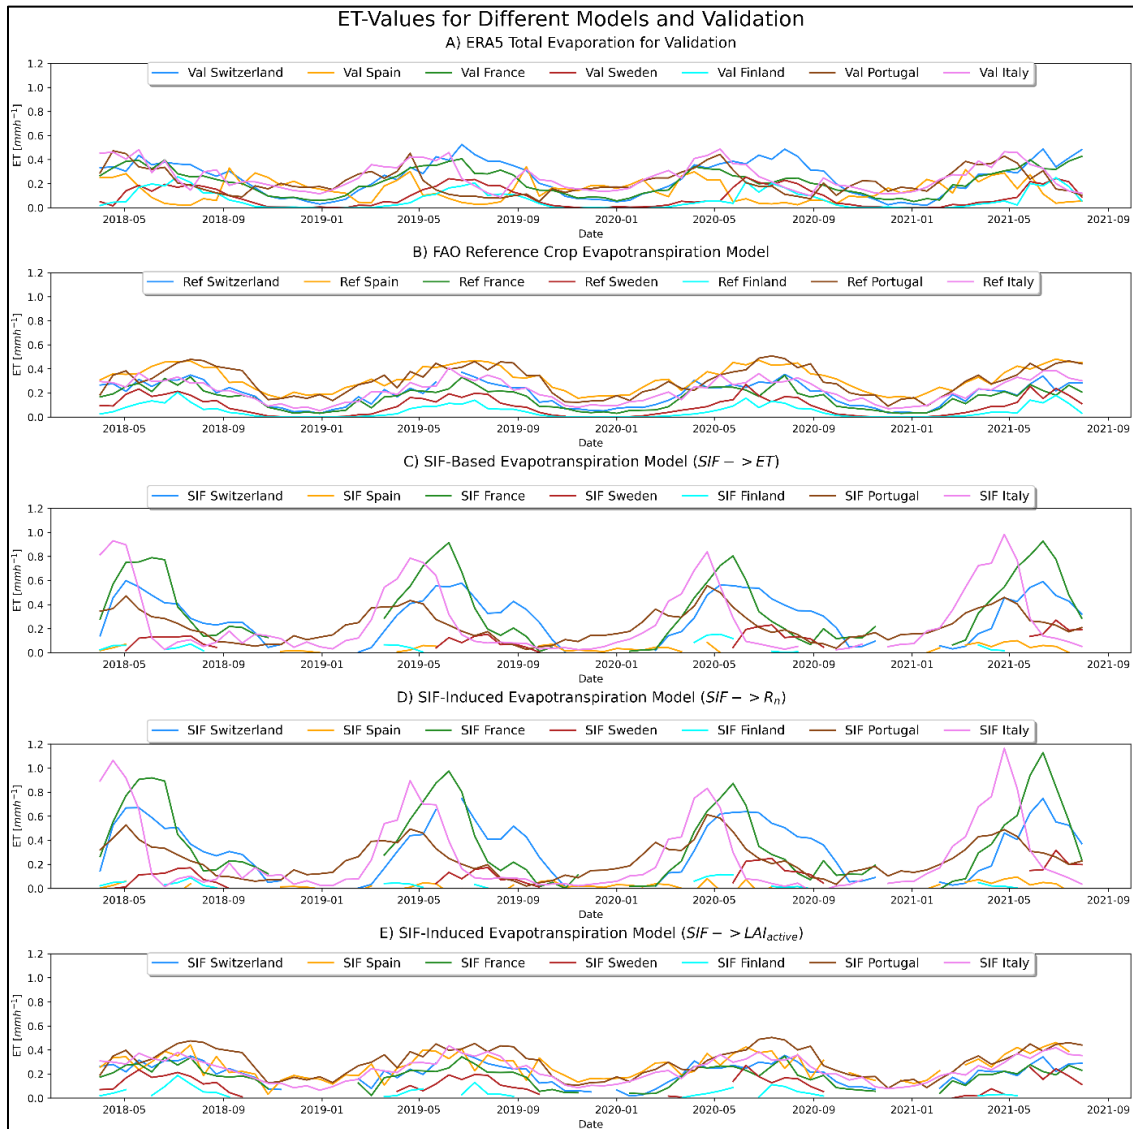 ET-Values for Different Models and Validation
A) ERA5 Total Evaporation for Validation
Val Switzerland Val Spain Val France Val Sweden Val Finland Val Portugal Val Italy
ET [mmh⁻¹]
1.2
1.0
0.8
0.6
0.4
0.2
0.0
2018-05 2018-09 2019-01 2019-05 2019-09 2020-01 2020-05 2020-09 2021-01 2021-05 2021-09
Date
B) FAO Reference Crop Evapotranspiration Model
Ref Switzerland Ref Spain Ref France Ref Sweden Ref Finland Ref Portugal Ref Italy
ET [mmh⁻¹]
1.2
1.0
0.8
0.6
0.4
0.2
0.0
2018-05 2018-09 2019-01 2019-05 2019-09 2020-01 2020-05 2020-09 2021-01 2021-05 2021-09
Date
C) SIF-Based Evapotranspiration Model (SIF −> ET)
SIF Switzerland SIF Spain SIF France SIF Sweden SIF Finland SIF Portugal SIF Italy
ET [mmh⁻¹]
1.2
1.0
0.8
0.6
0.4
0.2
0.0
2018-05 2018-09 2019-01 2019-05 2019-09 2020-01 2020-05 2020-09 2021-01 2021-05 2021-09
Date
D) SIF-Induced Evapotranspiration Model (SIF −> Rₙ)
SIF Switzerland SIF Spain SIF France SIF Sweden SIF Finland SIF Portugal SIF Italy
ET [mmh⁻¹]
1.2
1.0
0.8
0.6
0.4
0.2
0.0
2018-05 2018-09 2019-01 2019-05 2019-09 2020-01 2020-05 2020-09 2021-01 2021-05 2021-09
Date
E) SIF-Induced Evapotranspiration Model (SIF −> LAI_active)
SIF Switzerland SIF Spain SIF France SIF Sweden SIF Finland SIF Portugal SIF Italy
ET [mmh⁻¹]
1.2
1.0
0.8
0.6
0.4
0.2
0.0
2018-05 2018-09 2019-01 2019-05 2019-09 2020-01 2020-05 2020-09 2021-01 2021-05 2021-09
Date